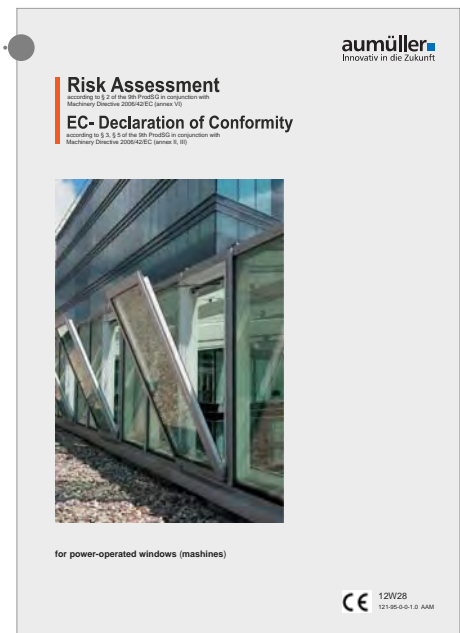 aumüller
Innovativ in die Zukunft
Risk Assessment
according to § 2 of the 9th ProdSG in conjunction with
Machinery Directive 2006/42/EC (annex VI)
EC- Declaration of Conformity
according to § 3, § 5 of the 9th ProdSG in conjunction with
Machinery Directive 2006/42/EC (annex II, III)
for power-operated windows (mashines)
CE 12W28
121-95-0-0-1.0 AAM